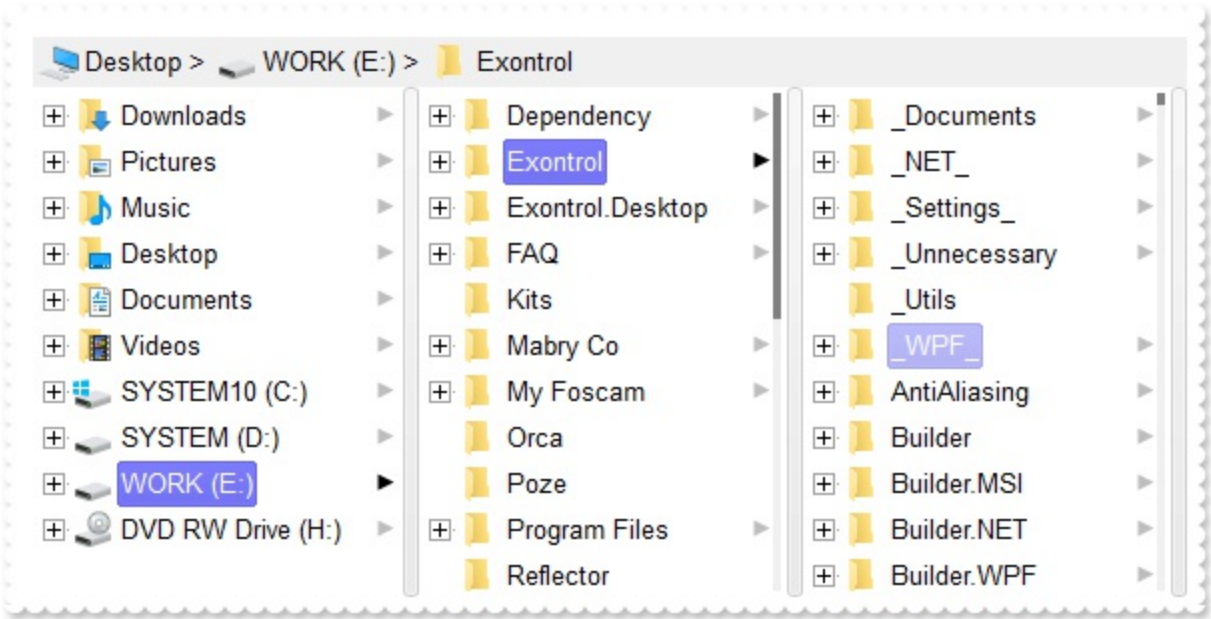 Desktop > WORK (E:) > Exontrol
Downloads
Pictures
Music
Desktop
Documents
Videos
SYSTEM10 (C:)
SYSTEM (D:)
WORK (E:)
DVD RW Drive (H:)
Dependency
Exontrol
Exontrol.Desktop
FAQ
Kits
Mabry Co
My Foscam
Orca
Poze
Program Files
Reflector
_Documents
_NET_
_Settings_
_Unnecessary
_Utils
_WPF_
AntiAliasing
Builder
Builder.MSI
Builder.NET
Builder.WPF